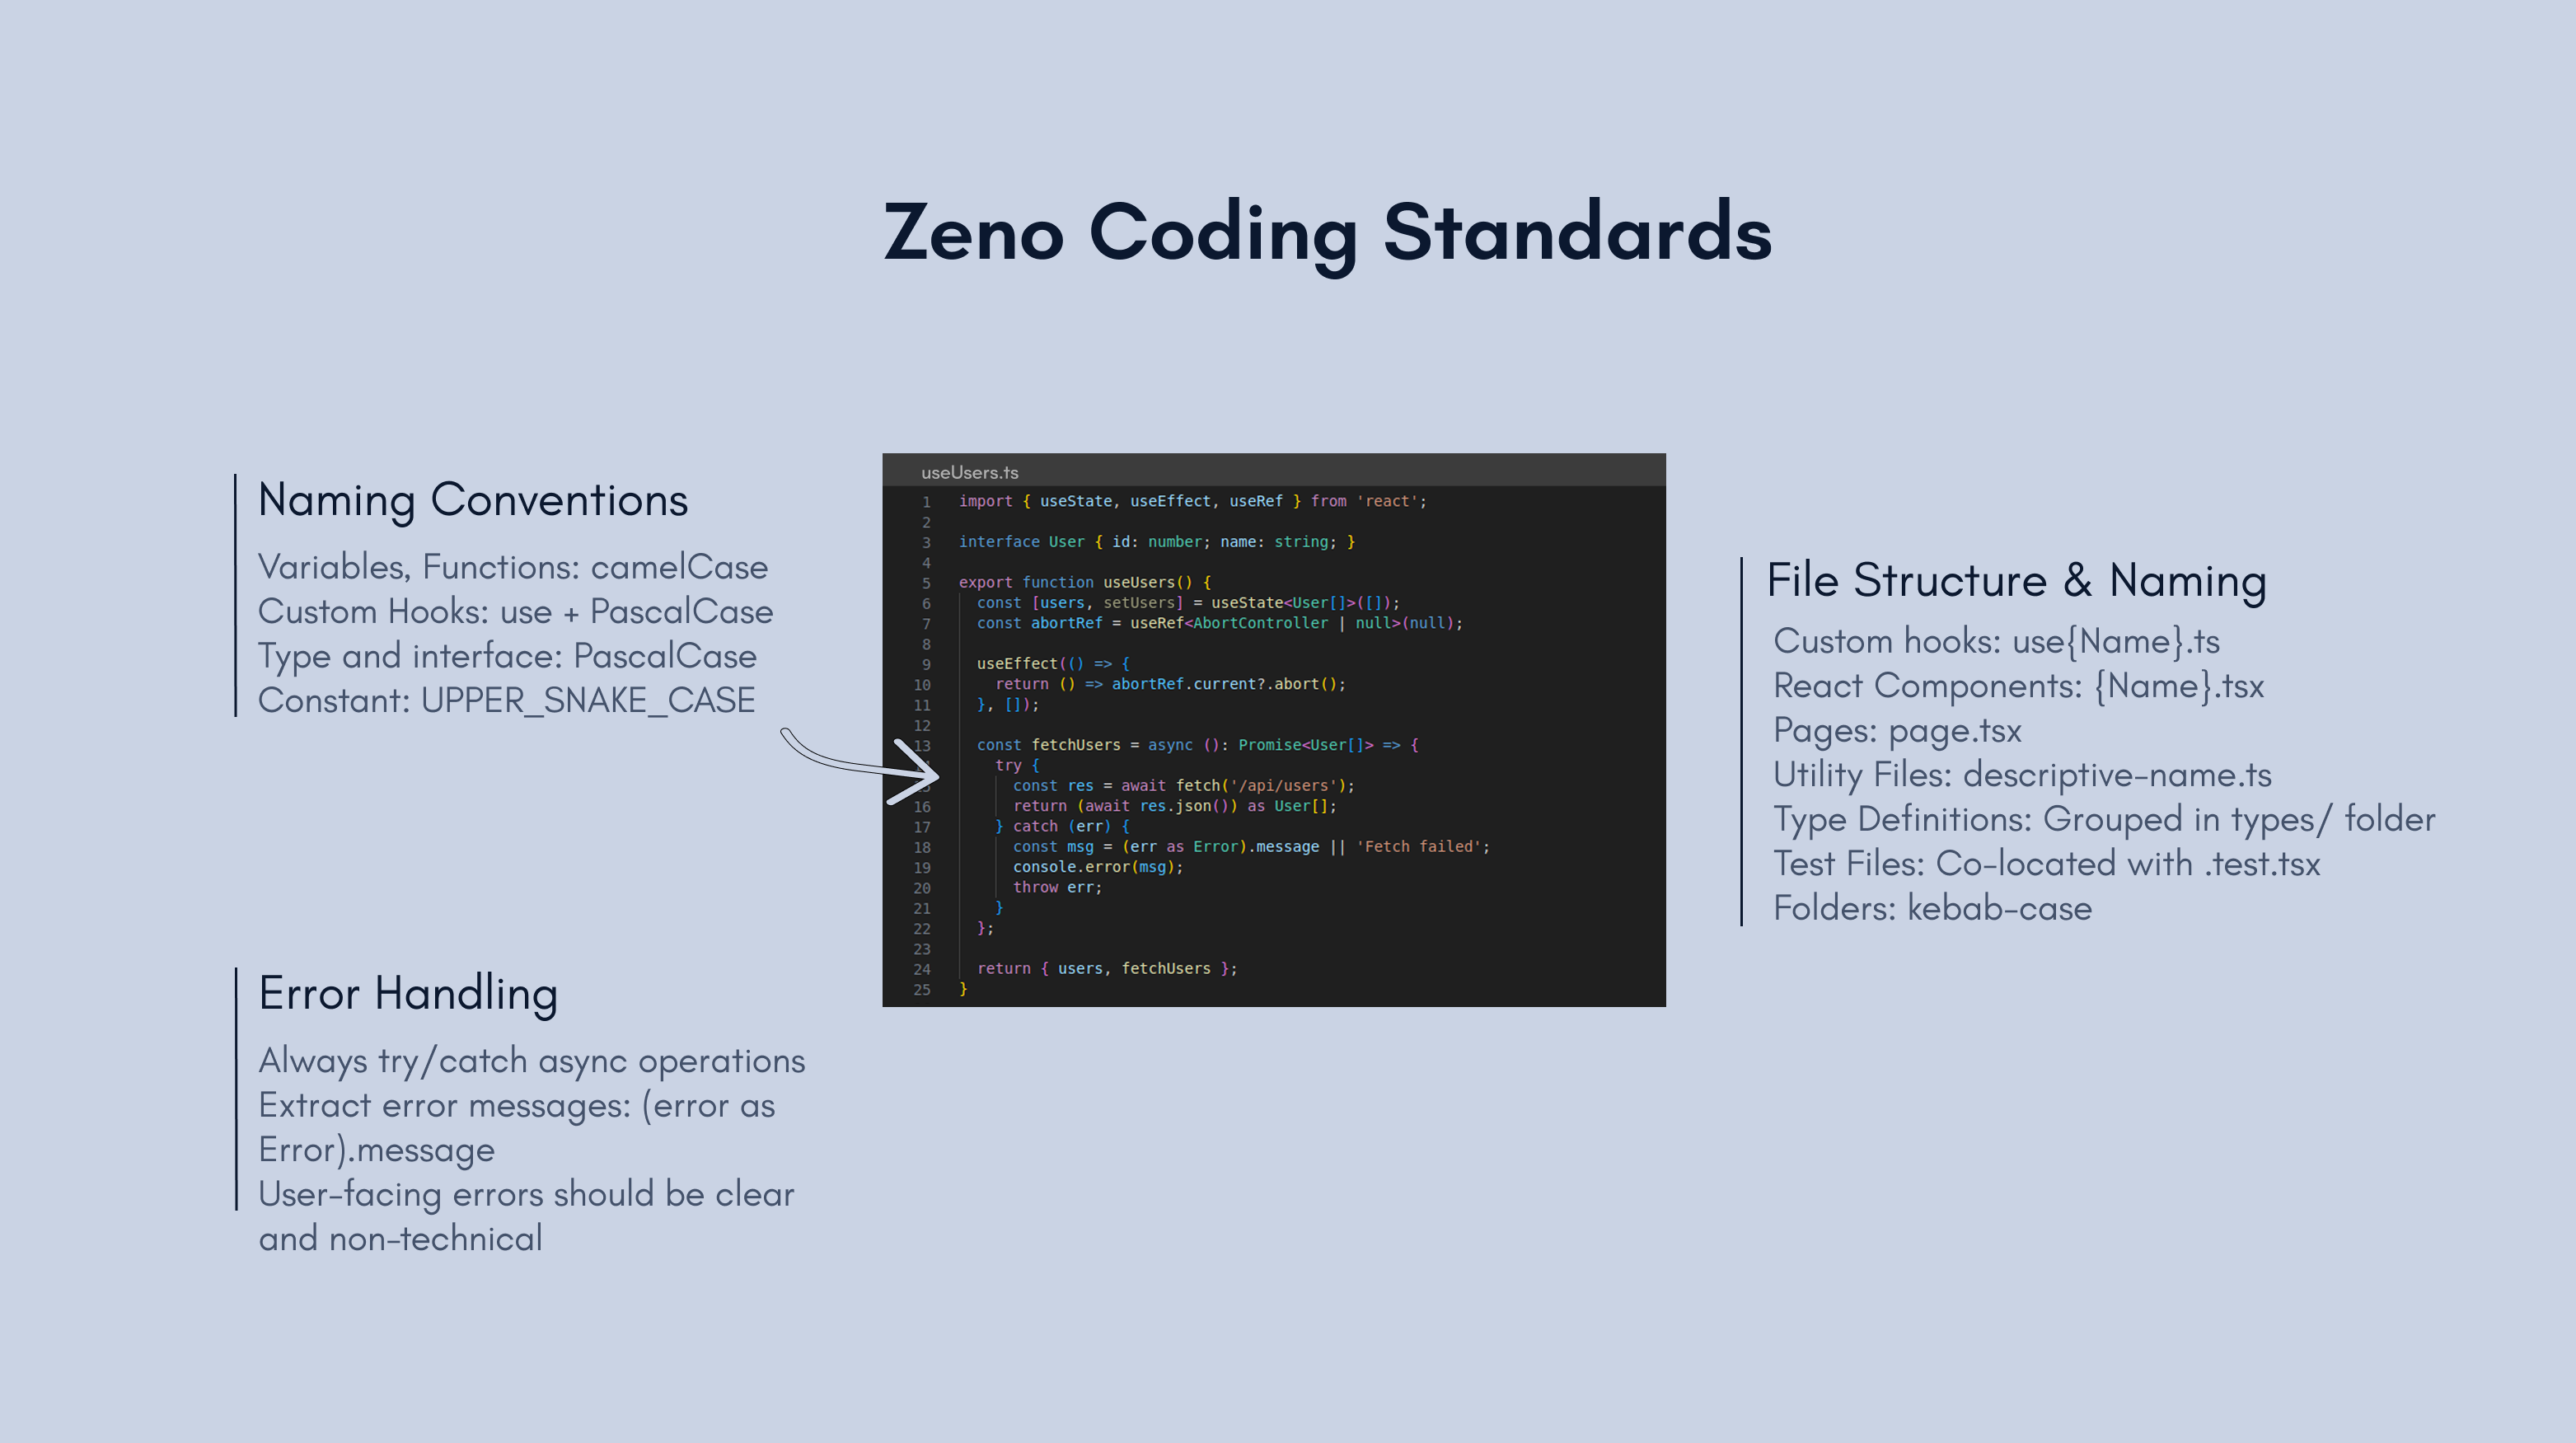 Zeno Coding Standards
Naming Conventions
Variables, Functions: camelCase
Custom Hooks: use + PascalCase
Type and interface: PascalCase
Constant: UPPER_SNAKE_CASE
Error Handling
Always try/catch async operations
Extract error messages: (error as
Error).message
User-facing errors should be clear
and non-technical
useUsers.ts
1 import { useState, useEffect, useRef } from 'react';
2
3 interface User { id: number; name: string; }
4
5 export function useUsers() {
6 const [users, setUsers] = useState<User[]>([]);
7 const abortRef = useRef<AbortController | null>(null);
8
9 useEffect(() => {
10 return () => abortRef.current?.abort();
11 }, []);
12
13 const fetchUsers = async (): Promise<User[]> => {
try {
const res = await fetch('/api/users');
16 return (await res.json()) as User[];
17 } catch (err) {
18 const msg = (err as Error).message || 'Fetch failed';
19 console.error(msg);
20 throw err;
21 }
22 };
23
24 return { users, fetchUsers };
25 }
File Structure & Naming
Custom hooks: use{Name}.ts
React Components: {Name}.tsx
Pages: page.tsx
Utility Files: descriptive-name.ts
Type Definitions: Grouped in types/ folder
Test Files: Co-located with .test.tsx
Folders: kebab-case